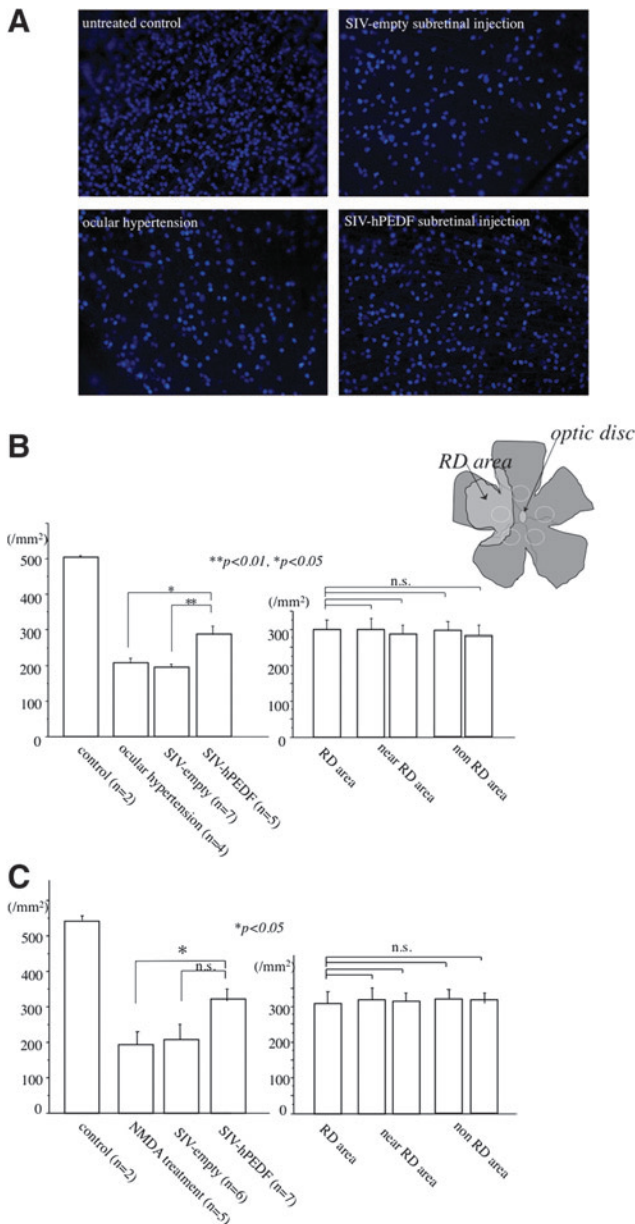 A
untreated control
SIV-empty subretinal injection
ocular hypertension
SIV-hPEDF subretinal injection
B
optic disc
RD area
(/mm²)
**p<0.01, *p<0.05
500
400
300
200
100
0
*
**
control (n=2)
ocular hypertension (n=4)
SIV-empty (n=7)
SIV-hPEDF (n=5)
n.s.
(/mm²)
300
200
100
0
RD area
near RD area
non RD area
C
(/mm²)
*p<0.05
500
400
300
200
100
0
*
n.s.
control (n=2)
NMDA treatment (n=5)
SIV-empty (n=6)
SIV-hPEDF (n=7)
n.s.
(/mm²)
300
200
100
0
RD area
near RD area
non RD area